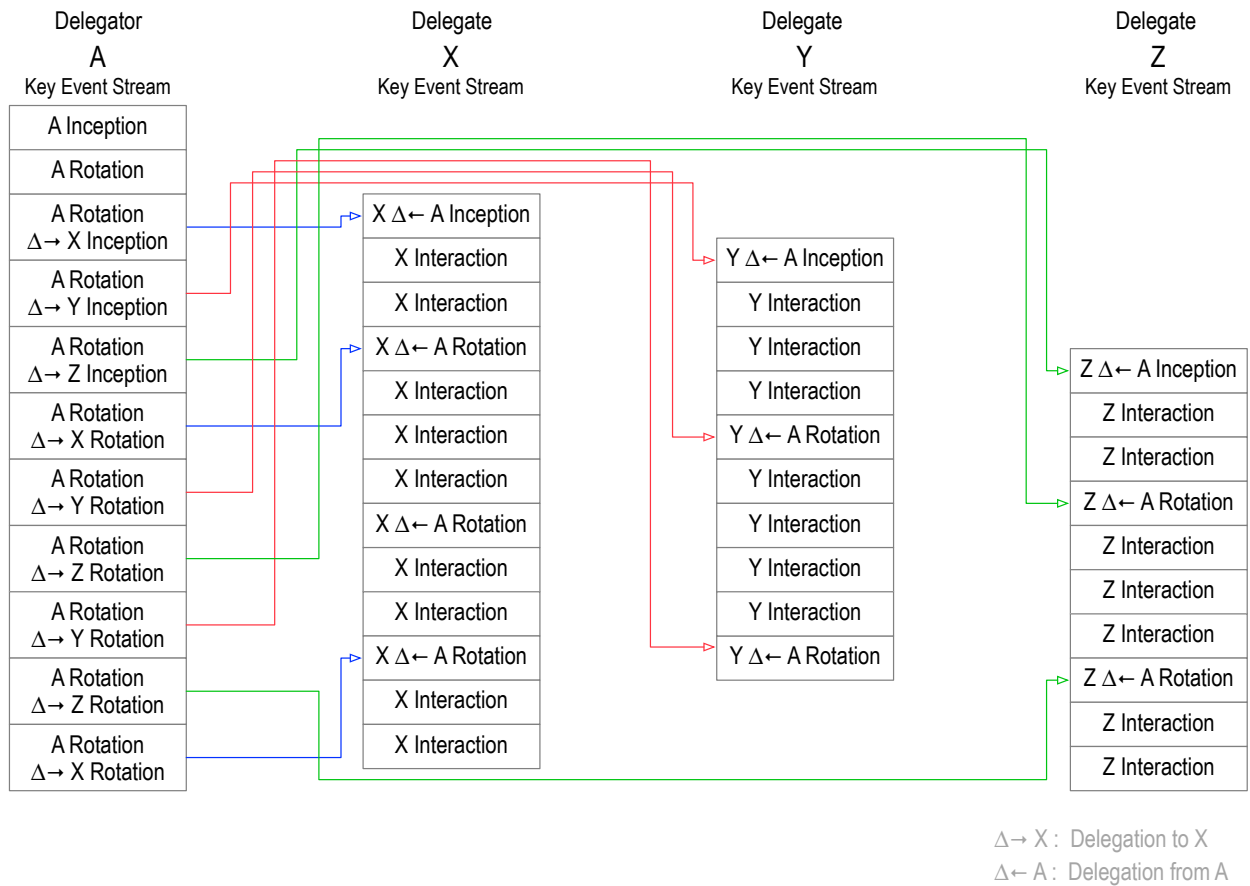 Delegator
A
Key Event Stream
A Inception
A Rotation
A Rotation
Δ→ X Inception
A Rotation
Δ→ Y Inception
A Rotation
Δ→ Z Inception
A Rotation
Δ→ X Rotation
A Rotation
Δ→ Y Rotation
A Rotation
Δ→ Z Rotation
A Rotation
Δ→ Y Rotation
A Rotation
Δ→ Z Rotation
A Rotation
Δ→ X Rotation
Delegate
X
Key Event Stream
X Δ← A Inception
X Interaction
X Interaction
X Δ← A Rotation
X Interaction
X Interaction
X Interaction
X Δ← A Rotation
X Interaction
X Interaction
X Δ← A Rotation
X Interaction
X Interaction
Delegate
Y
Key Event Stream
Y Δ← A Inception
Y Interaction
Y Interaction
Y Interaction
Y Δ← A Rotation
Y Interaction
Y Interaction
Y Interaction
Y Interaction
Y Δ← A Rotation
Delegate
Z
Key Event Stream
Z Δ← A Inception
Z Interaction
Z Interaction
Z Δ← A Rotation
Z Interaction
Z Interaction
Z Interaction
Z Δ← A Rotation
Z Interaction
Z Interaction
Δ→ X : Delegation to X
Δ← A : Delegation from A